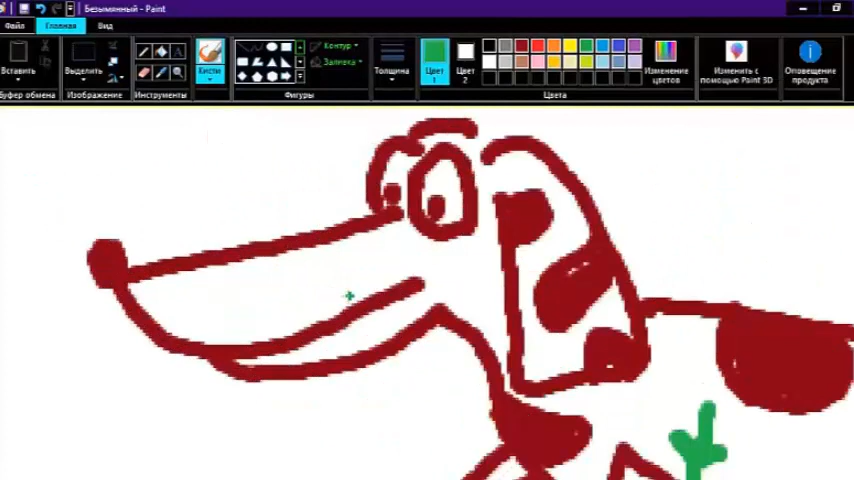 Безымянный - Paint
Файл Главная Вид
Вставить
Выделить
Кисти
Контур
Заливка
Толщина
Цвет 1
Цвет 2
Изменение цветов
Изменить с помощью Paint 3D
Оповещение продукта
Буфер обмена Изображение Инструменты Фигуры Цвета